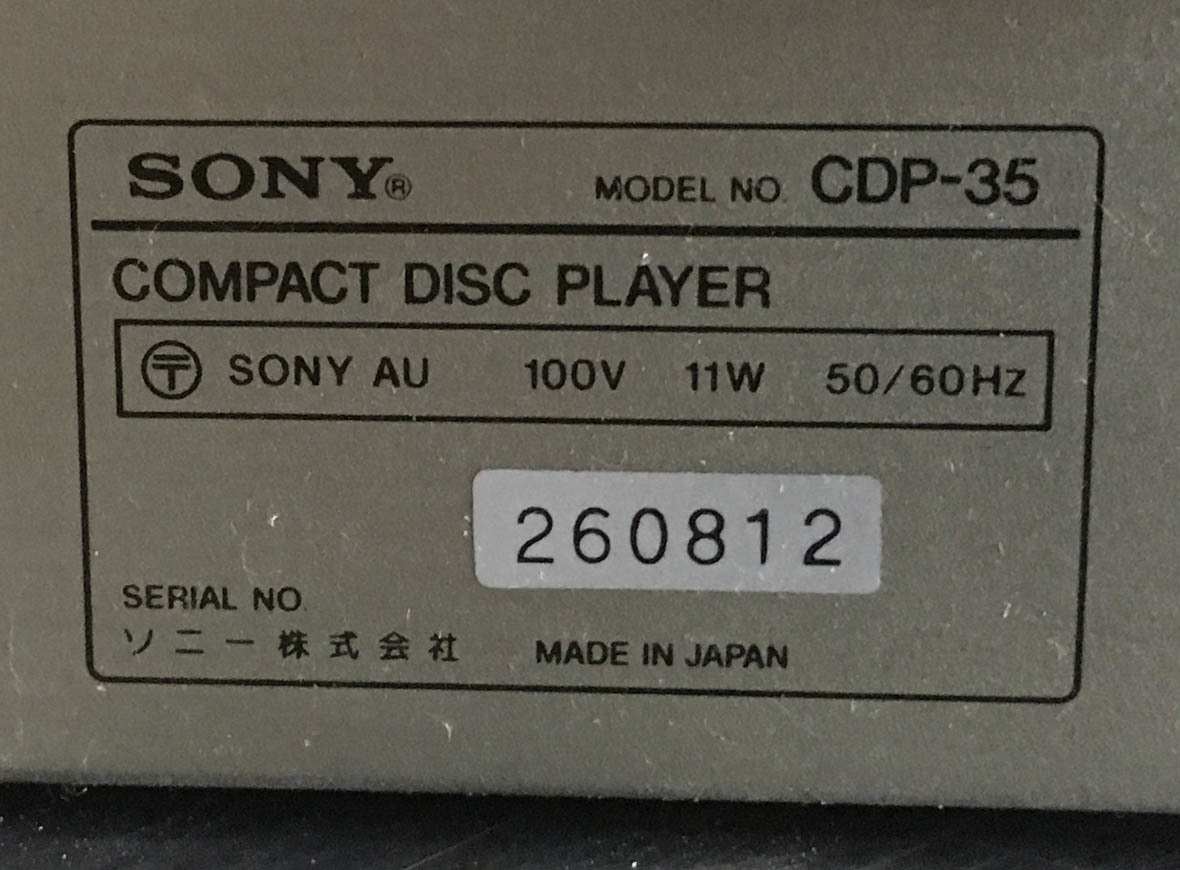 SONY® MODEL NO. CDP-35
COMPACT DISC PLAYER
〒 SONY AU 100V 11W 50/60Hz
260812
SERIAL NO.
ソニー株式会社 MADE IN JAPAN